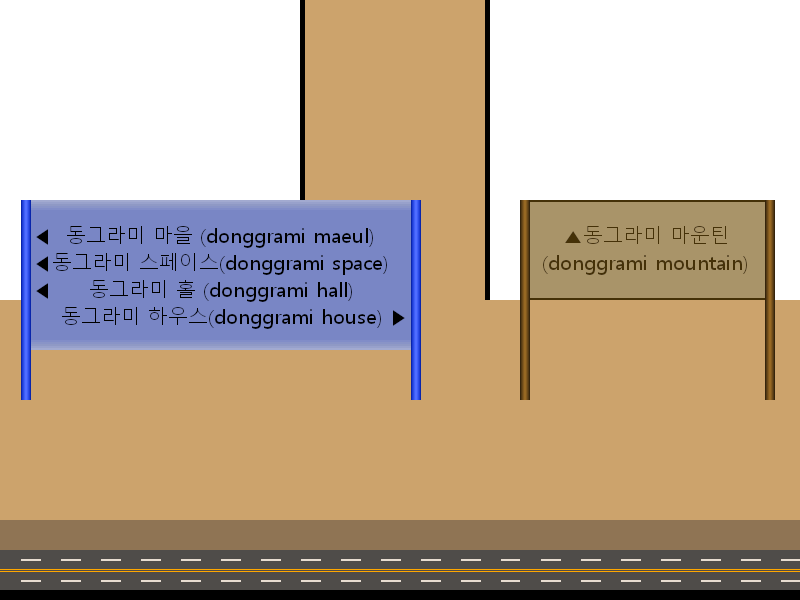 ◀ 동그라미 마을 (donggrami maeul)
◀동그라미 스페이스(donggrami space)
◀ 동그라미 홀 (donggrami hall)
동그라미 하우스(donggrami house) ▶
▲동그라미 마운틴
(donggrami mountain)